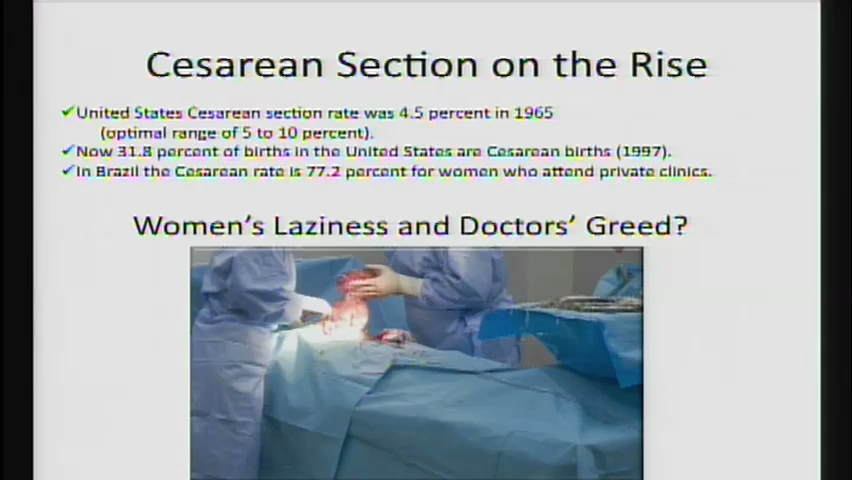 Cesarean Section on the Rise
✓United States Cesarean section rate was 4.5 percent in 1965
(optimal range of 5 to 10 percent).
✓Now 31.8 percent of births in the United States are Cesarean births (1997).
✓In Brazil the Cesarean rate is 77.2 percent for women who attend private clinics.
Women's Laziness and Doctors' Greed?